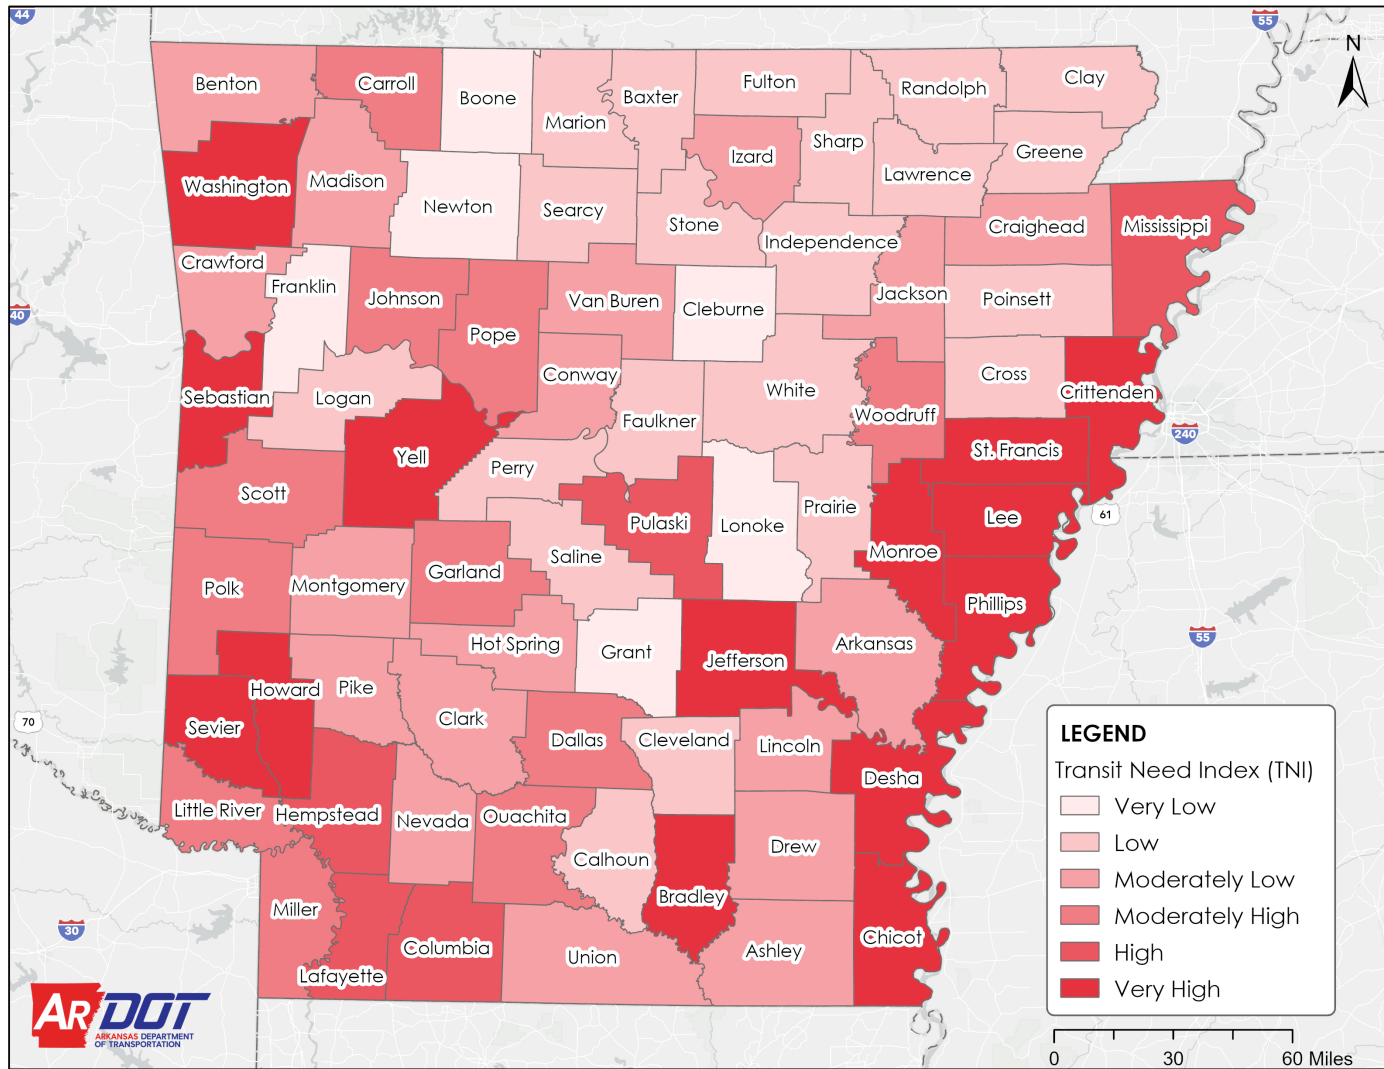 44
55
N
Benton
Carroll
Boone
Marion
Baxter
Fulton
Randolph
Clay
Washington
Madison
Newton
Searcy
Stone
Izard
Sharp
Lawrence
Greene
Independence
Craighead
Mississippi
Crawford
Franklin
Johnson
Pope
Van Buren
Cleburne
Jackson
Poinsett
40
Sebastian
Logan
Conway
Faulkner
White
Woodruff
Cross
Crittenden
240
Yell
Perry
St. Francis
Scott
Pulaski
Lonoke
Prairie
Monroe
Lee
61
Polk
Montgomery
Garland
Saline
Phillips
55
Hot Spring
Grant
Jefferson
Arkansas
Howard
Pike
Clark
Sevier
Dallas
Cleveland
Lincoln
Desha
70
Little River
Hempstead
Nevada
Ouachita
Calhoun
Drew
Bradley
Miller
Lafayette
Columbia
Union
Ashley
Chicot
30
LEGEND
Transit Need Index (TNI)
Very Low
Low
Moderately Low
Moderately High
High
Very High
AR DOT
ARKANSAS DEPARTMENT
OF TRANSPORTATION
0 30 60 Miles